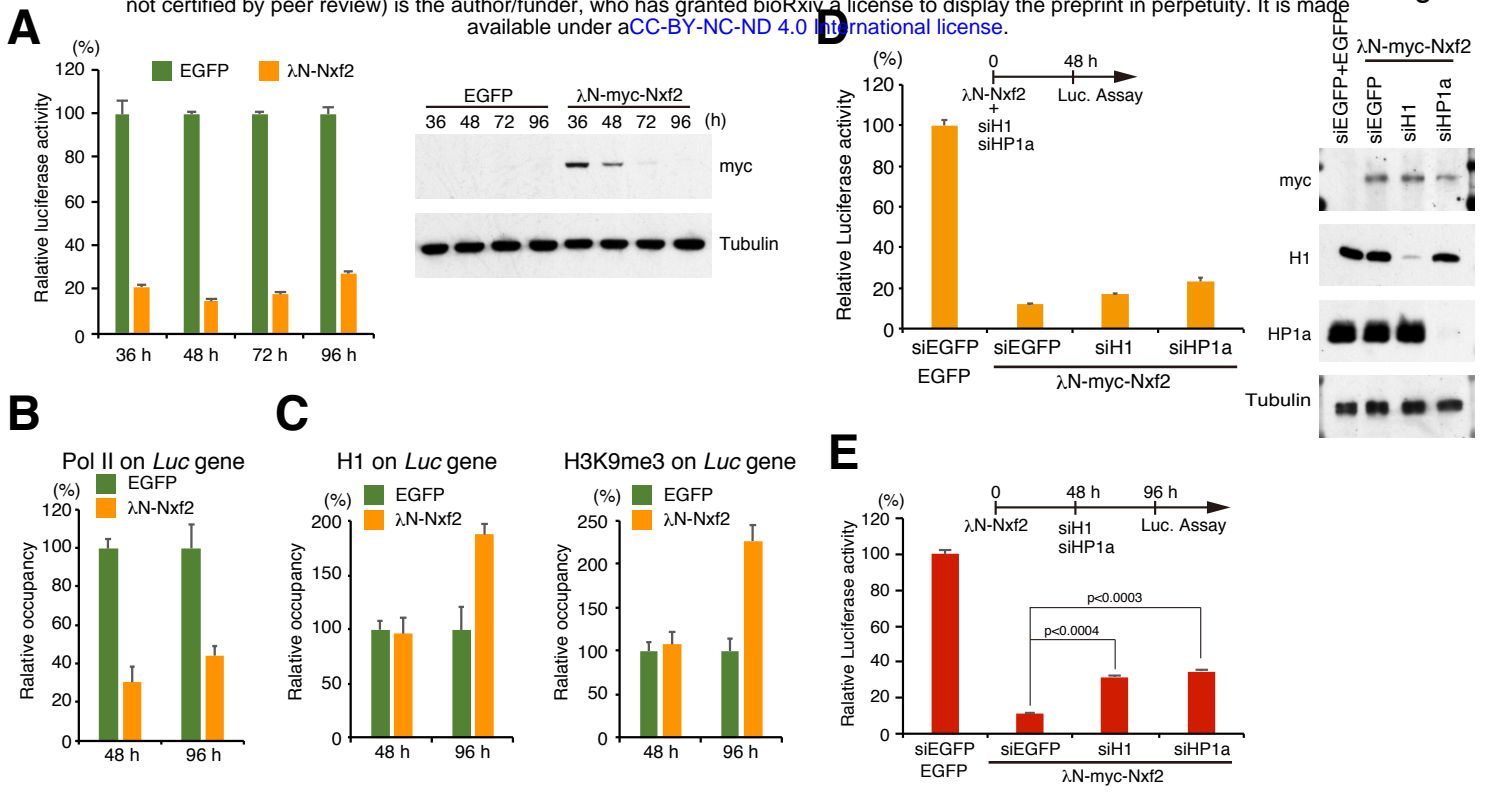 not certified by peer review) is the author/funder, who has granted bioRxiv a license to display the preprint in perpetuity. It is made
available under aCC-BY-NC-ND 4.0 International license.
A
(%)
EGFP
λN-Nxf2
Ralative luciferase activity
120
100
80
60
40
20
0
36 h
48 h
72 h
96 h
EGFP
λN-myc-Nxf2
36 48 72 96 36 48 72 96 (h)
myc
Tubulin
B
Pol II on Luc gene
(%)
EGFP
λN-Nxf2
Ralative occupancy
120
100
80
60
40
20
0
48 h
96 h
C
H1 on Luc gene
(%)
EGFP
λN-Nxf2
Ralative occupancy
200
150
100
50
0
48 h
96 h
H3K9me3 on Luc gene
(%)
EGFP
λN-Nxf2
Ralative occupancy
250
200
150
100
50
0
48 h
96 h
D
(%)
0
48 h
λN-Nxf2
+
siH1
siHP1a
Luc. Assay
Relative Luciferase activity
120
100
80
60
40
20
0
siEGFP siEGFP siH1 siHP1a
EGFP
λN-myc-Nxf2
siEGFP+EGFP
λN-myc-Nxf2
siEGFP
siH1
siHP1a
myc
H1
HP1a
Tubulin
E
(%)
0
48 h
96 h
λN-Nxf2
siH1
siHP1a
Luc. Assay
Ralative Luciferase activity
120
100
80
60
40
20
0
p<0.0003
p<0.0004
siEGFP siEGFP siH1 siHP1a
EGFP
λN-myc-Nxf2